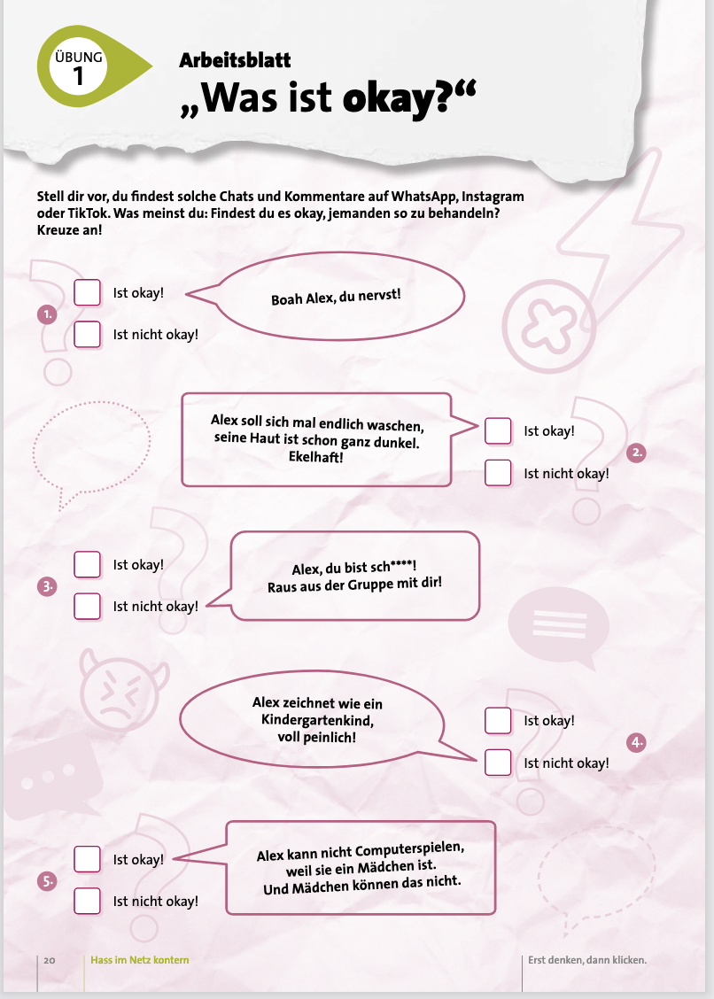 ÜBUNG
1
Arbeitsblatt
„Was ist okay?“
Stell dir vor, du findest solche Chats und Kommentare auf WhatsApp, Instagram
oder TikTok. Was meinst du: Findest du es okay, jemanden so zu behandeln?
Kreuze an!
1.
Ist okay!
Ist nicht okay!
Boah Alex, du nervst!
Alex soll sich mal endlich waschen,
seine Haut ist schon ganz dunkel.
Ekelhaft!
Ist okay!
Ist nicht okay!
2.
3.
Ist okay!
Ist nicht okay!
Alex, du bist sch****!
Raus aus der Gruppe mit dir!
Alex zeichnet wie ein
Kindergartenkind,
voll peinlich!
Ist okay!
Ist nicht okay!
4.
5.
Ist okay!
Ist nicht okay!
Alex kann nicht Computerspielen,
weil sie ein Mädchen ist.
Und Mädchen können das nicht.
20
Hass im Netz kontern
Erst denken, dann klicken.